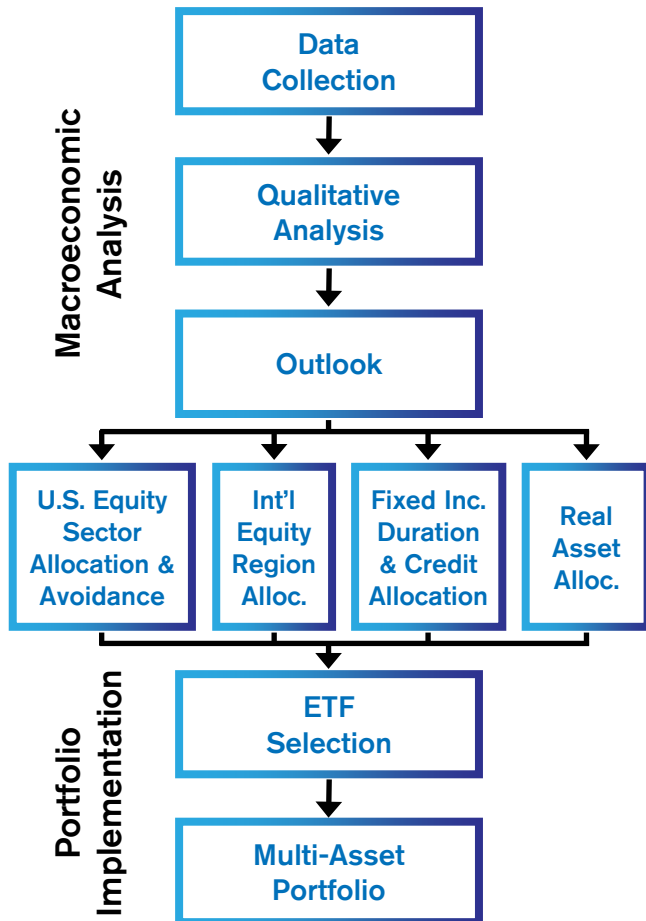 Macroeconomic
Analysis
Data
Collection
Qualitative
Analysis
Outlook
U.S. Equity
Sector
Allocation &
Avoidance
Int'l
Equity
Region
Alloc.
Fixed Inc.
Duration
& Credit
Allocation
Real
Asset
Alloc.
Portfolio
Implementation
ETF
Selection
Multi-Asset
Portfolio